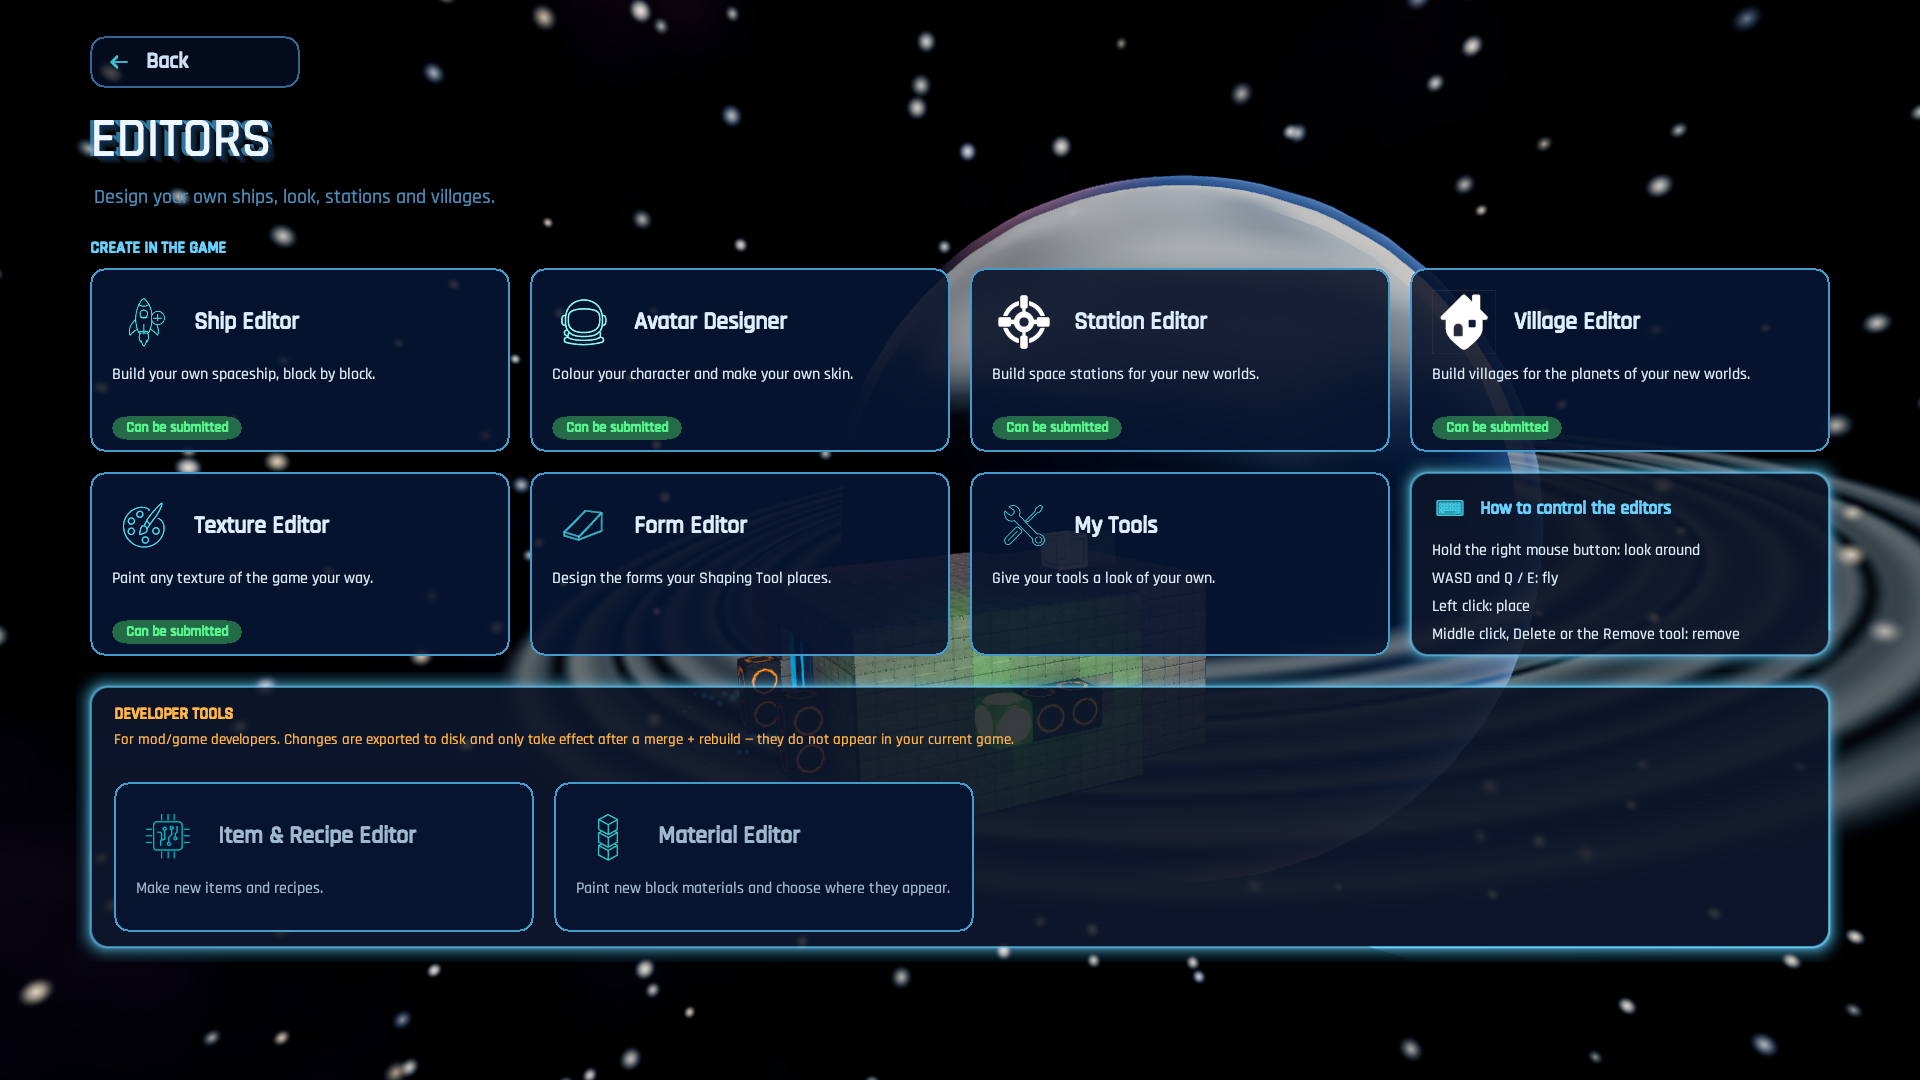 Back
EDITORS
Design your own ships, look, stations and villages.
CREATE IN THE GAME
Ship Editor
Build your own spaceship, block by block.
Can be submitted
Avatar Designer
Colour your character and make your own skin.
Can be submitted
Station Editor
Build space stations for your new worlds.
Can be submitted
Village Editor
Build villages for the planets of your new worlds.
Can be submitted
Texture Editor
Paint any texture of the game your way.
Can be submitted
Form Editor
Design the forms your Shaping Tool places.
My Tools
Give your tools a look of your own.
How to control the editors
Hold the right mouse button: look around
WASD and Q / E: fly
Left click: place
Middle click, Delete or the Remove tool: remove
DEVELOPER TOOLS
For mod/game developers. Changes are exported to disk and only take effect after a merge + rebuild – they do not appear in your current game.
Item & Recipe Editor
Make new items and recipes.
Material Editor
Paint new block materials and choose where they appear.